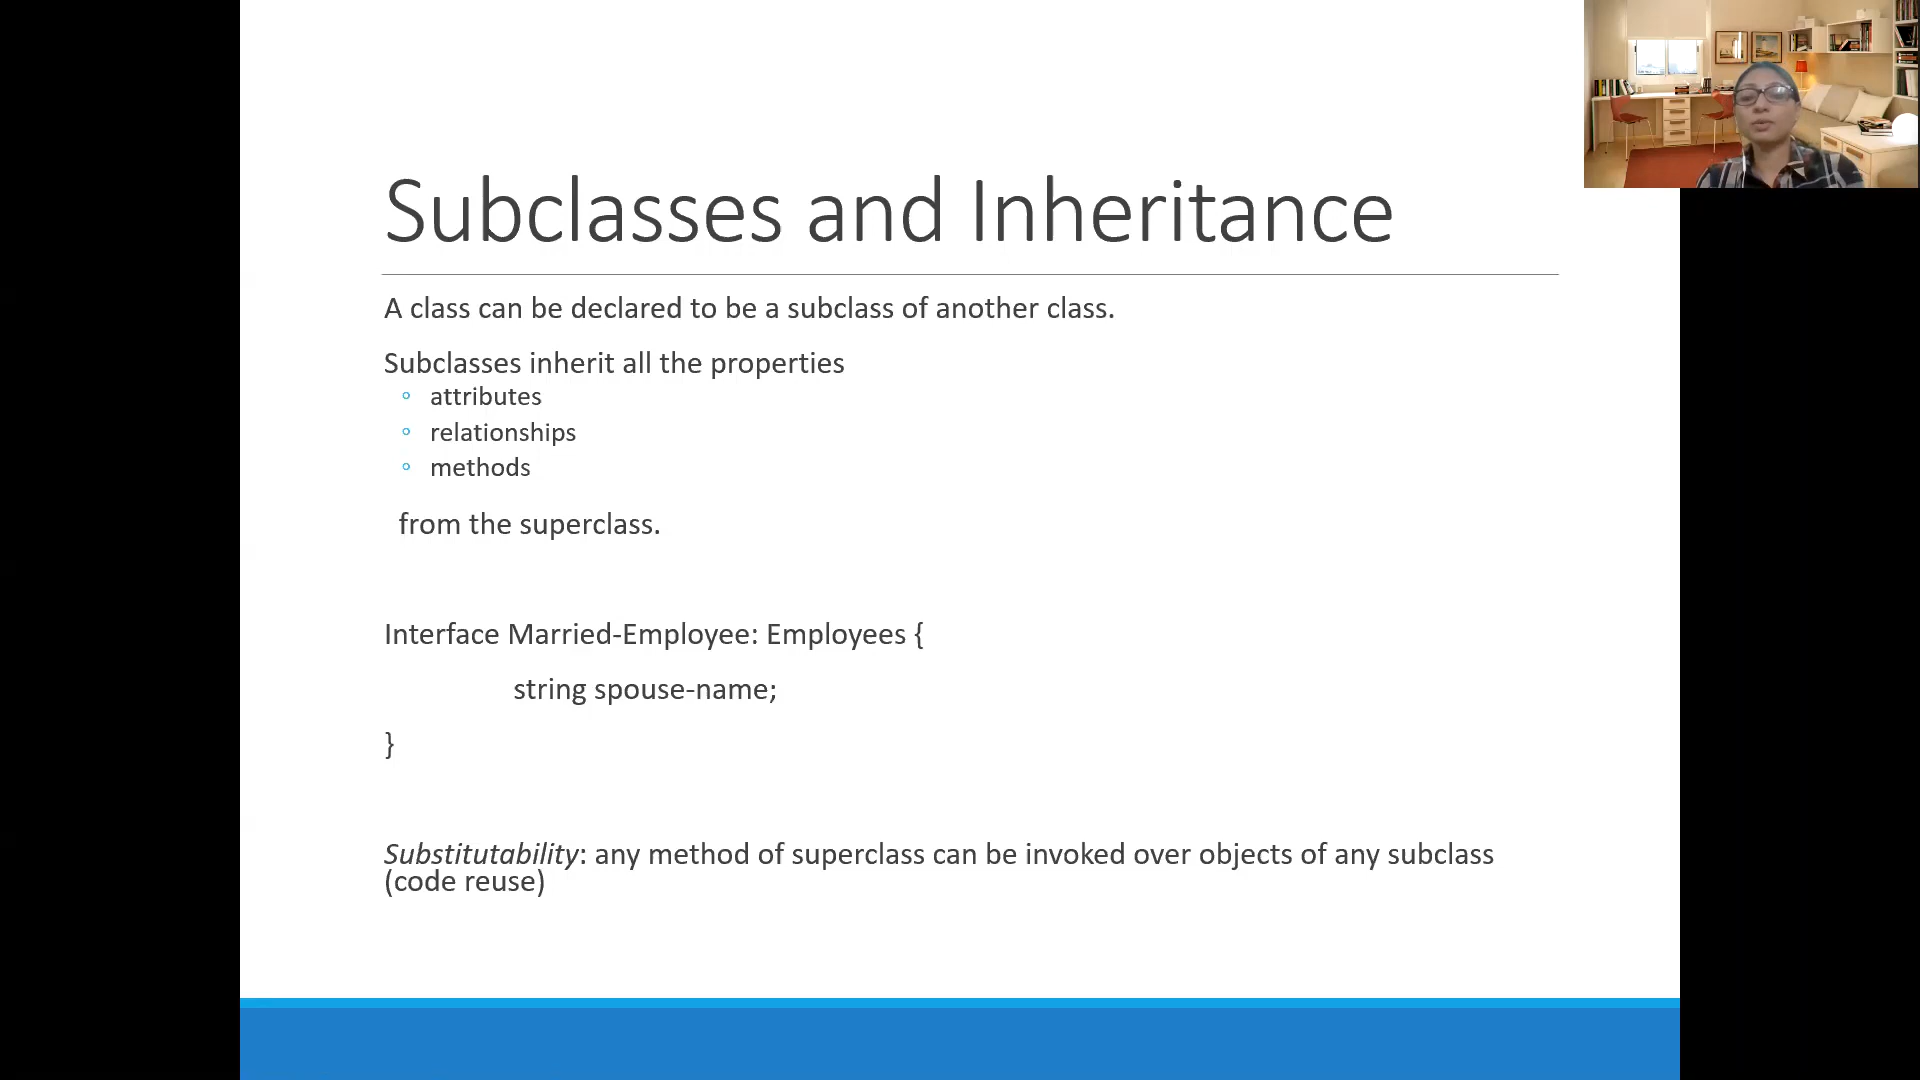 Subclasses and Inheritance
A class can be declared to be a subclass of another class.
Subclasses inherit all the properties
◦ attributes
◦ relationships
◦ methods
from the superclass.
Interface Married-Employee: Employees {
string spouse-name;
}
Substitutability: any method of superclass can be invoked over objects of any subclass
(code reuse)